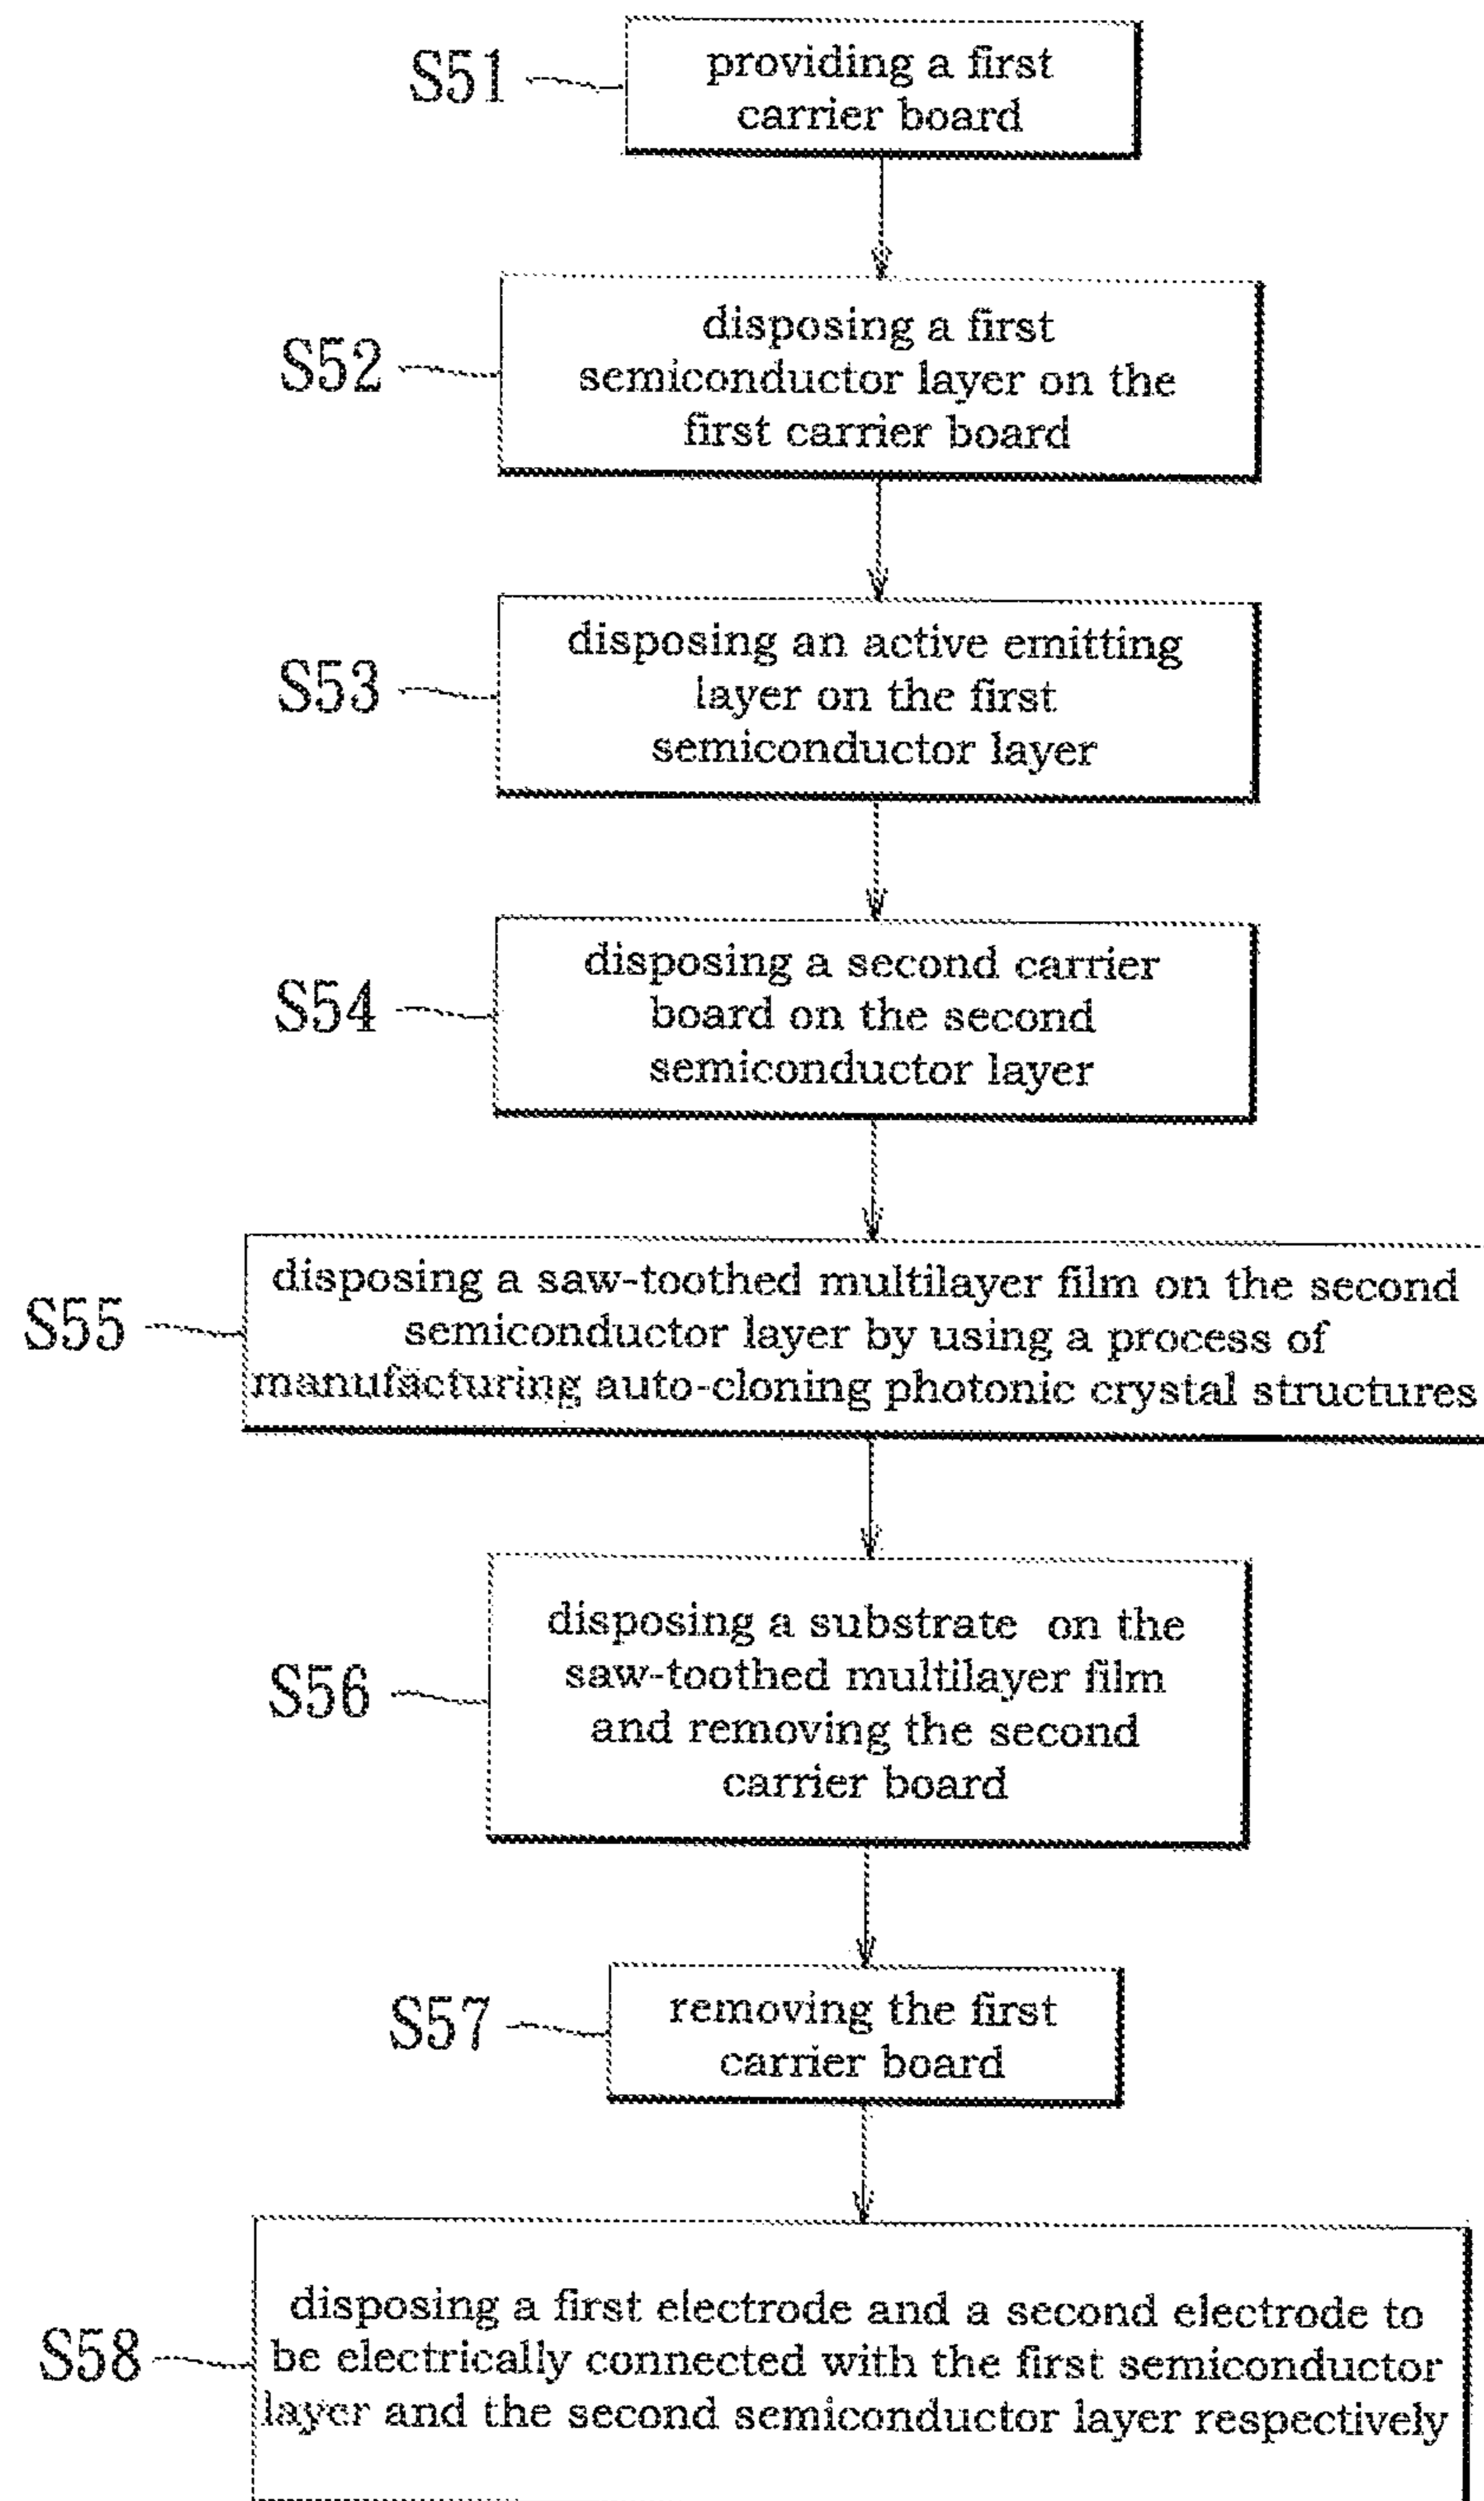 S51
providing a first
carrier board
S52
disposing a first
semiconductor layer on the
first carrier board
S53
disposing an active emitting
layer on the first
semiconductor layer
S54
disposing a second carrier
board on the second
semiconductor layer
S55
disposing a saw-toothed multilayer film on the second
semiconductor layer by using a process of
manufacturing auto-cloning photonic crystal structures
S56
disposing a substrate on the
saw-toothed multilayer film
and removing the second
carrier board
S57
removing the first
carrier board
S58
disposing a first electrode and a second electrode to
be electrically connected with the first semiconductor
layer and the second semiconductor layer respectively